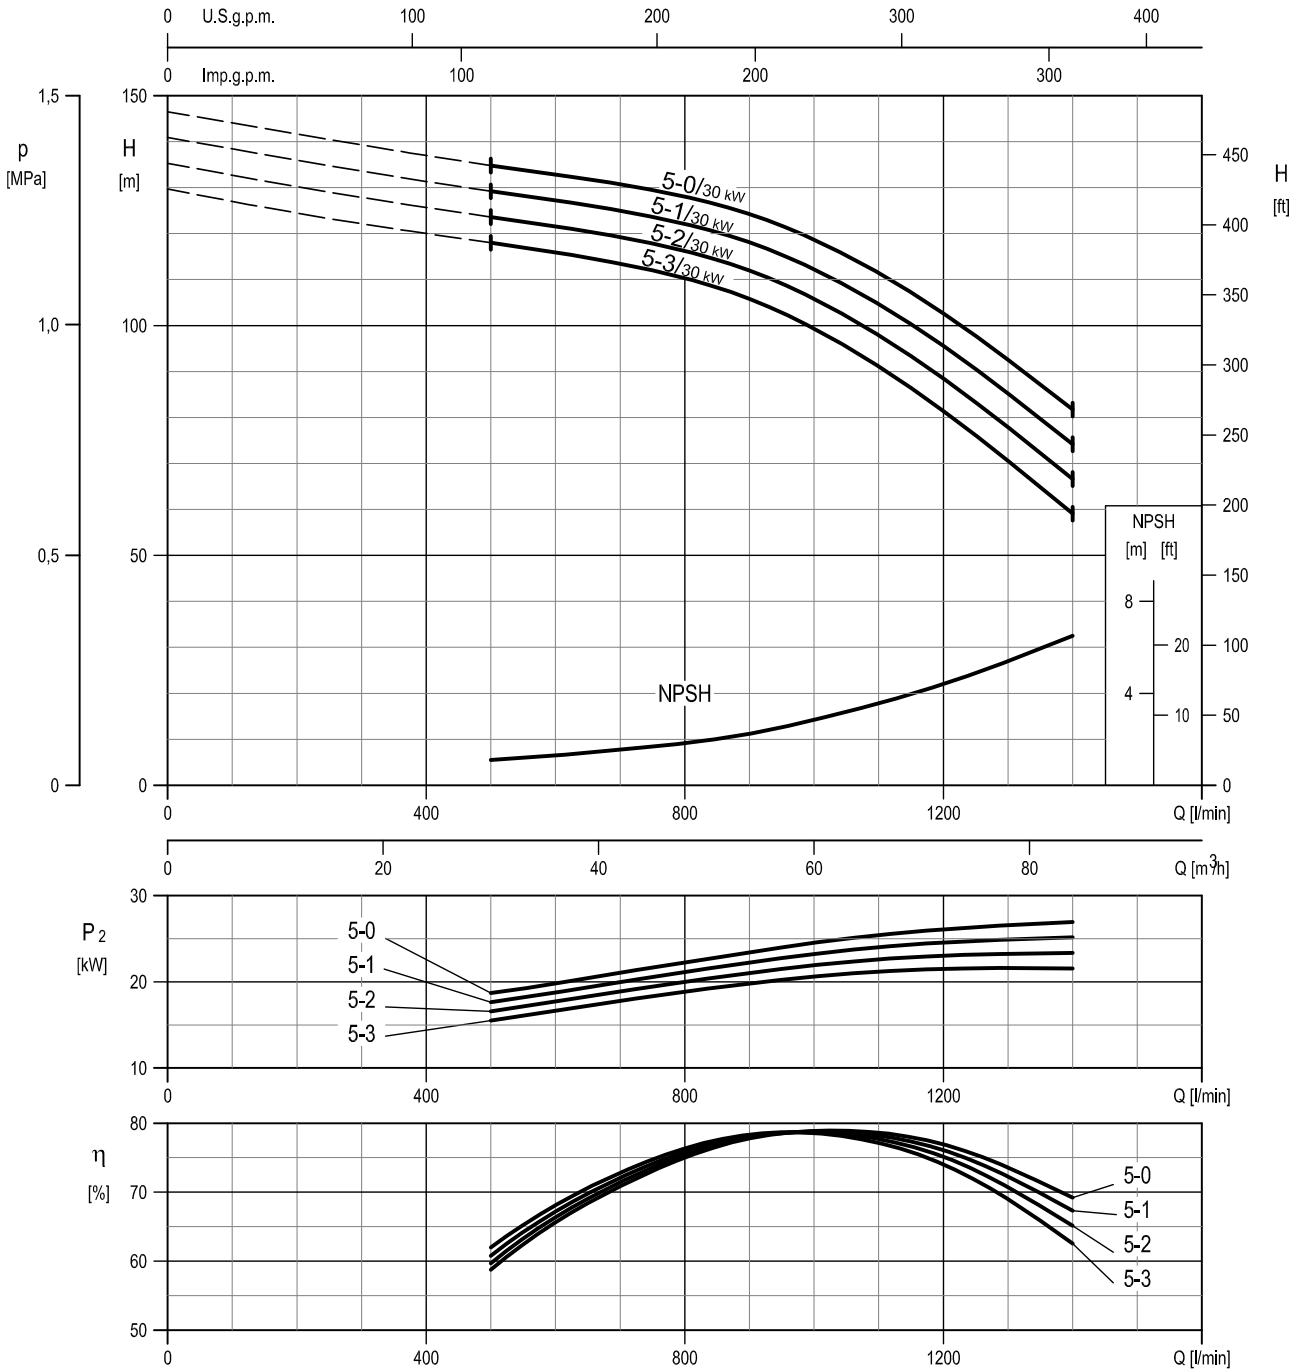 0 U.S.g.p.m. 100 200 300 400
0 Imp.g.p.m. 100 200 300
1,5 150
p H 450 H
[MPa] [m] [ft]
5-0/30 kW
5-1/30 kW
5-2/30 kW
5-3/30 kW
400
350
1,0 100
300
250
200
NPSH
[m] [ft]
0,5 50
150
8
20 100
NPSH
4
10 50
0 0 0
0 400 800 1200 Q [l/min]
0 20 40 60 80 Q [m³/h]
30
P2
[kW]
5-0
5-1
20
5-2
5-3
10
0 400 800 1200 Q [l/min]
80
η
[%]
70
5-0
5-1
5-2
60
5-3
50
0 400 800 1200 Q [l/min]